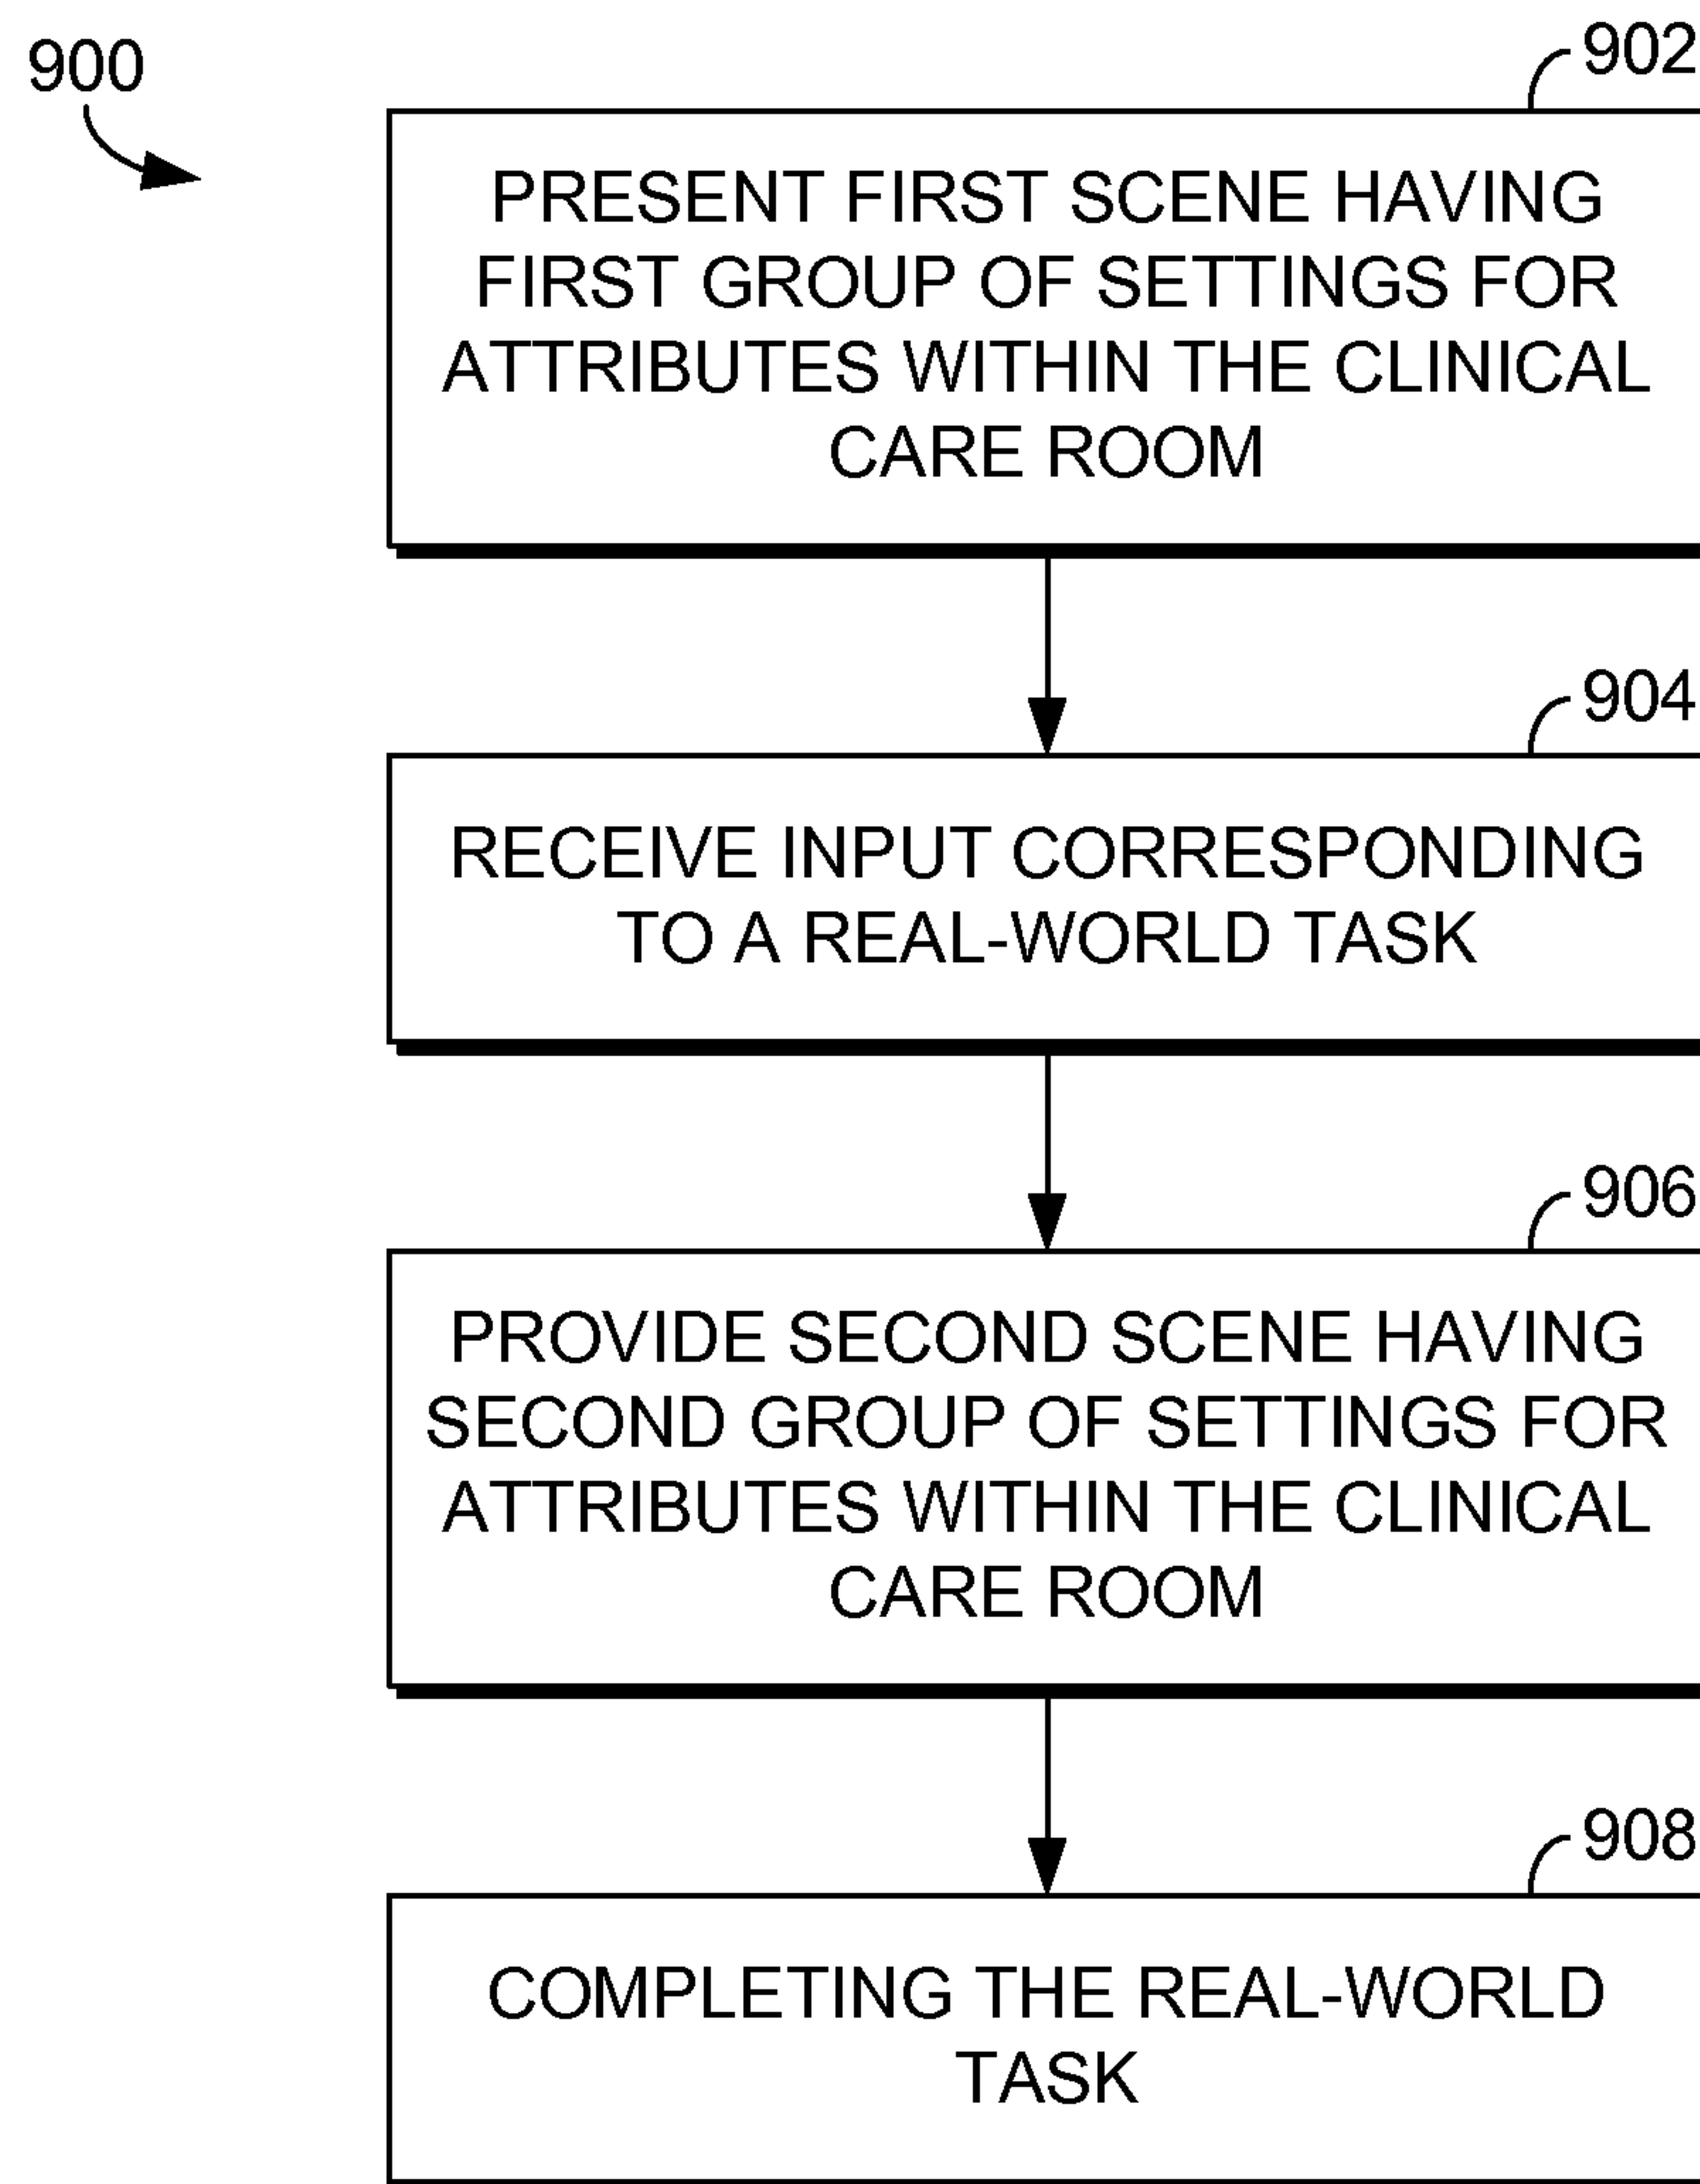 900
902
PRESENT FIRST SCENE HAVING
FIRST GROUP OF SETTINGS FOR
ATTRIBUTES WITHIN THE CLINICAL
CARE ROOM
904
RECEIVE INPUT CORRESPONDING
TO A REAL-WORLD TASK
906
PROVIDE SECOND SCENE HAVING
SECOND GROUP OF SETTINGS FOR
ATTRIBUTES WITHIN THE CLINICAL
CARE ROOM
908
COMPLETING THE REAL-WORLD
TASK